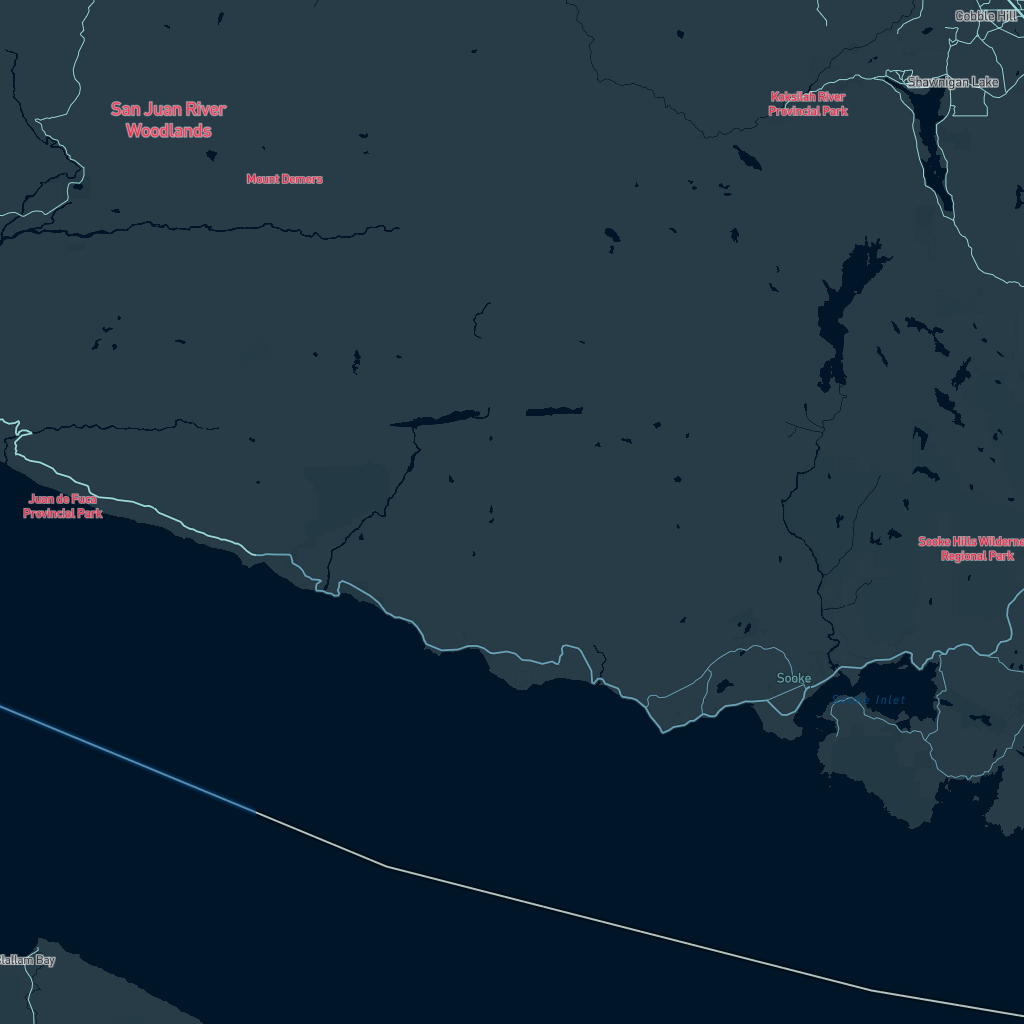 Cobble Hill
Shawnigan Lake
San Juan River
Woodlands
Koksilah River
Provincial Park
Mount Demers
Juan de Fuca
Provincial Park
Sooke Hills Wilderne
Regional Park
Sooke
Sooke Inlet
Clallam Bay